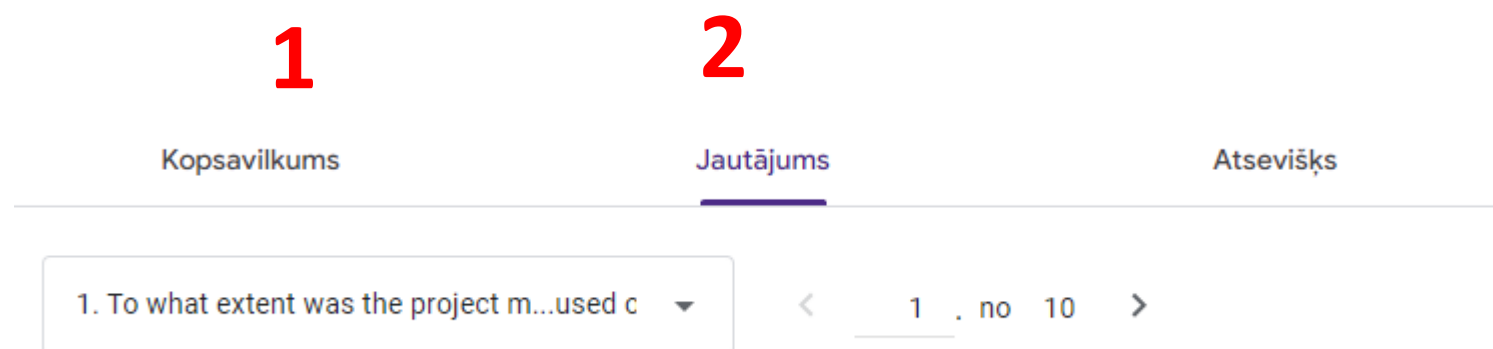 1 2
Kopsavilkums Jautājums Atsevišķs
1. To what extent was the project m...used c 1 . no 10